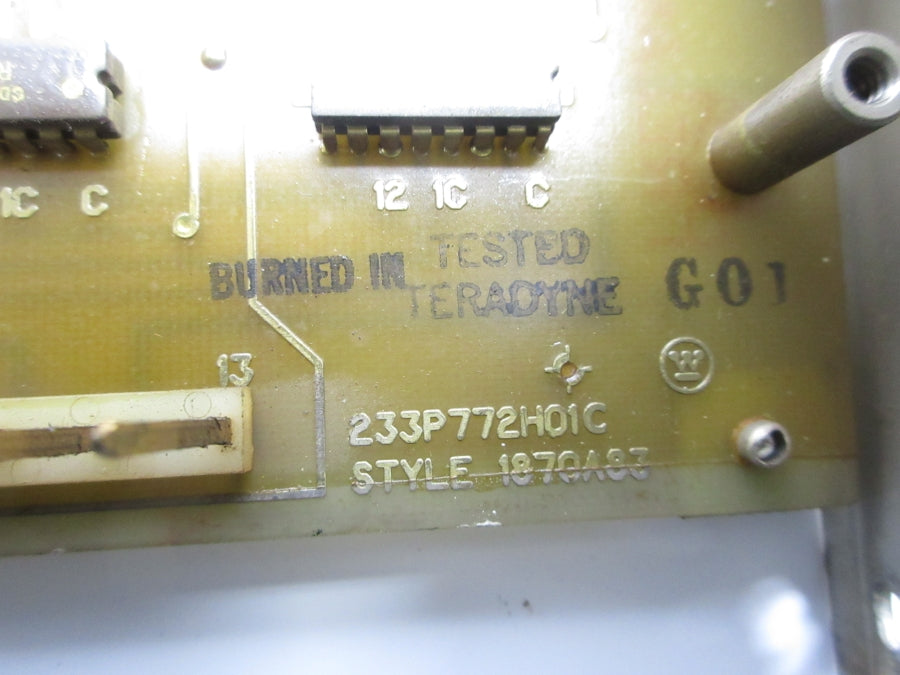 1C C
12 1C C
BURNED IN
TESTED
TERADYNE
G01
13
W
233P772H01C
STYLE 1870A83